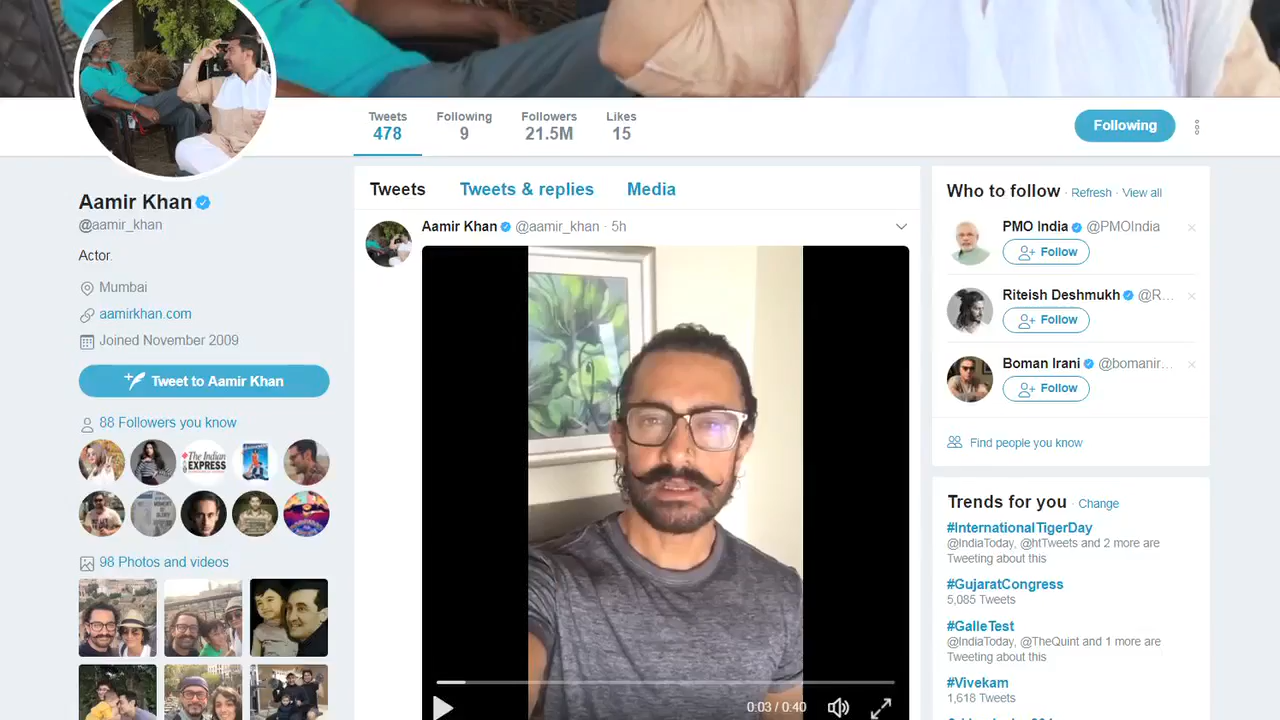 Tweets
478
Following
9
Followers
21.5M
Likes
15
Following
Aamir Khan
@aamir_khan
Actor.
Mumbai
aamirkhan.com
Joined November 2009
Tweet to Aamir Khan
88 Followers you know
The Indian
EXPRESS
98 Photos and videos
Tweets
Tweets & replies
Media
Aamir Khan @aamir_khan · 5h
0:03 / 0:40
Who to follow · Refresh · View all
PMO India @PMOIndia
Follow
Riteish Deshmukh @R...
Follow
Boman Irani @bomanir...
Follow
Find people you know
Trends for you · Change
#InternationalTigerDay
@IndiaToday, @htTweets and 2 more are
Tweeting about this
#GujaratCongress
5,085 Tweets
#GalleTest
@IndiaToday, @TheQuint and 1 more are
Tweeting about this
#Vivekam
1,618 Tweets